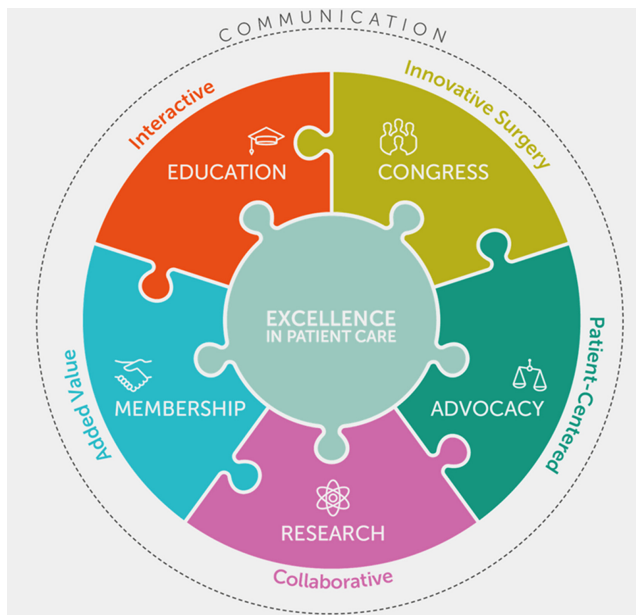 COMMUNICATION
Interactive
Innovative Surgery
EDUCATION
CONGRESS
EXCELLENCE
IN PATIENT CARE
Added Value
MEMBERSHIP
ADVOCACY
Patient-Centered
RESEARCH
Collaborative